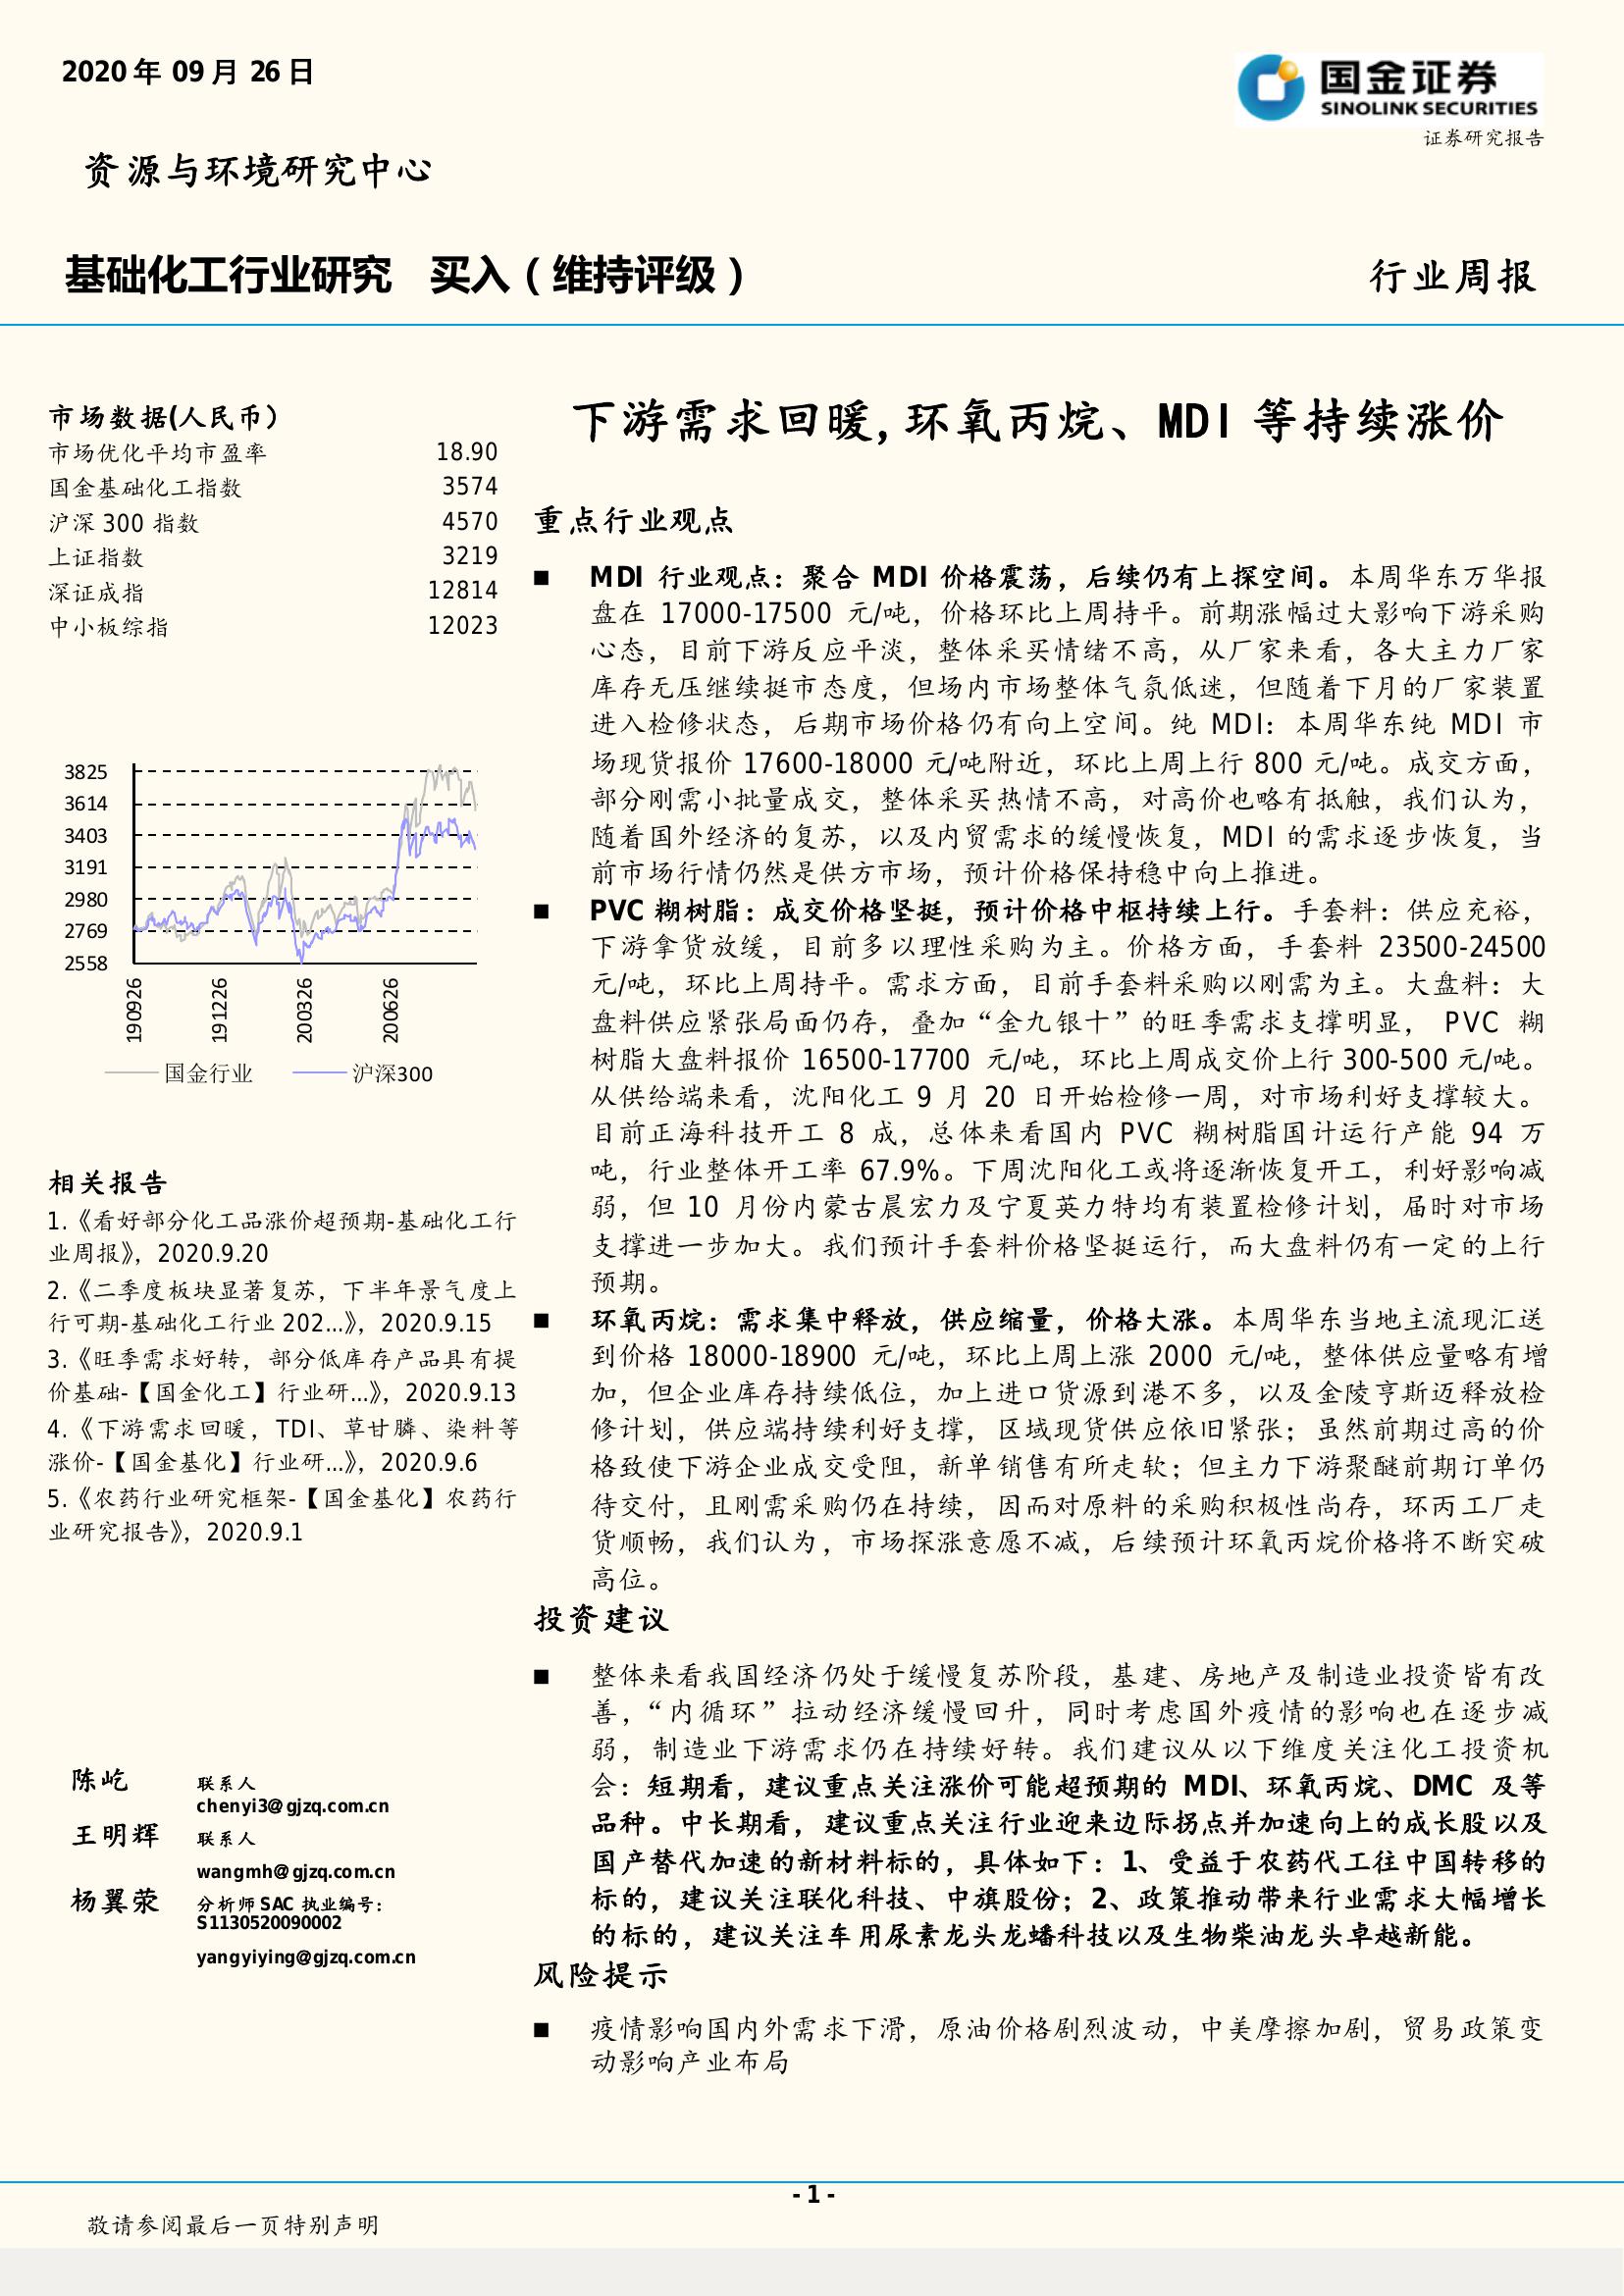 2020年09月26日
国金证券
SINOLINK SECURITIES
证券研究报告
资源与环境研究中心
基础化工行业研究 买入（维持评级）
行业周报
市场数据(人民币）
市场优化平均市盈率 18.90
国金基础化工指数 3574
沪深300指数 4570
上证指数 3219
深证成指 12814
中小板综指 12023
3825
3614
3403
3191
2980
2769
2558
190926
191226
200326
200626
国金行业 沪深300
相关报告
1.《看好部分化工品涨价超预期-基础化工行
业周报》，2020.9.20
2.《二季度板块显著复苏，下半年景气度上
行可期-基础化工行业202...》，2020.9.15
3.《旺季需求好转，部分低库存产品具有提
价基础-【国金化工】行业研...》，2020.9.13
4.《下游需求回暖，TDI、草甘膦、染料等
涨价-【国金基化】行业研...》，2020.9.6
5.《农药行业研究框架-【国金基化】农药行
业研究报告》，2020.9.1
陈屹 联系人
chenyi3@gjzq.com.cn
王明辉 联系人
wangmh@gjzq.com.cn
杨翼荥 分析师 SAC 执业编号：
S1130520090002
yangyiying@gjzq.com.cn
下游需求回暖,环氧丙烷、MDI等持续涨价
重点行业观点
■ MDI 行业观点：聚合 MDI 价格震荡，后续仍有上探空间。本周华东万华报
盘在 17000-17500 元/吨，价格环比上周持平。前期涨幅过大影响下游采购
心态，目前下游反应平淡，整体采买情绪不高，从厂家来看，各大主力厂家
库存无压继续挺市态度，但场内市场整体气氛低迷，但随着下月的厂家装置
进入检修状态，后期市场价格仍有向上空间。纯 MDI：本周华东纯 MDI 市
场现货报价 17600-18000 元/吨附近，环比上周上行 800 元/吨。成交方面，
部分刚需小批量成交，整体采买热情不高，对高价也略有抵触，我们认为，
随着国外经济的复苏，以及内贸需求的缓慢恢复，MDI 的需求逐步恢复，当
前市场行情仍然是供方市场，预计价格保持稳中向上推进。
■ PVC 糊树脂：成交价格坚挺，预计价格中枢持续上行。手套料：供应充裕，
下游拿货放缓，目前多以理性采购为主。价格方面，手套料 23500-24500
元/吨，环比上周持平。需求方面，目前手套料采购以刚需为主。大盘料：大
盘料供应紧张局面仍存，叠加“金九银十”的旺季需求支撑明显， PVC 糊
树脂大盘料报价 16500-17700 元/吨，环比上周成交价上行 300-500 元/吨。
从供给端来看，沈阳化工 9 月 20 日开始检修一周，对市场利好支撑较大。
目前正海科技开工 8 成，总体来看国内 PVC 糊树脂国计运行产能 94 万
吨，行业整体开工率 67.9%。下周沈阳化工或将逐渐恢复开工，利好影响减
弱，但 10 月份内蒙古晨宏力及宁夏英力特均有装置检修计划，届时对市场
支撑进一步加大。我们预计手套料价格坚挺运行，而大盘料仍有一定的上行
预期。
■ 环氧丙烷：需求集中释放，供应缩量，价格大涨。本周华东当地主流现汇送
到价格 18000-18900 元/吨，环比上周上涨 2000 元/吨，整体供应量略有增
加，但企业库存持续低位，加上进口货源到港不多，以及金陵亨斯迈释放检
修计划，供应端持续利好支撑，区域现货供应依旧紧张；虽然前期过高的价
格致使下游企业成交受阻，新单销售有所走软；但主力下游聚醚前期订单仍
待交付，且刚需采购仍在持续，因而对原料的采购积极性尚存，环丙工厂走
货顺畅，我们认为，市场探涨意愿不减，后续预计环氧丙烷价格将不断突破
高位。
投资建议
■ 整体来看我国经济仍处于缓慢复苏阶段，基建、房地产及制造业投资皆有改
善，“内循环”拉动经济缓慢回升，同时考虑国外疫情的影响也在逐步减
弱，制造业下游需求仍在持续好转。我们建议从以下维度关注化工投资机
会：短期看，建议重点关注涨价可能超预期的 MDI、环氧丙烷、DMC 及等
品种。中长期看，建议重点关注行业迎来边际拐点并加速向上的成长股以及
国产替代加速的新材料标的，具体如下：1、受益于农药代工往中国转移的
标的，建议关注联化科技、中旗股份；2、政策推动带来行业需求大幅增长
的标的，建议关注车用尿素龙头龙蟠科技以及生物柴油龙头卓越新能。
风险提示
■ 疫情影响国内外需求下滑，原油价格剧烈波动，中美摩擦加剧，贸易政策变
动影响产业布局
- 1 -
敬请参阅最后一页特别声明